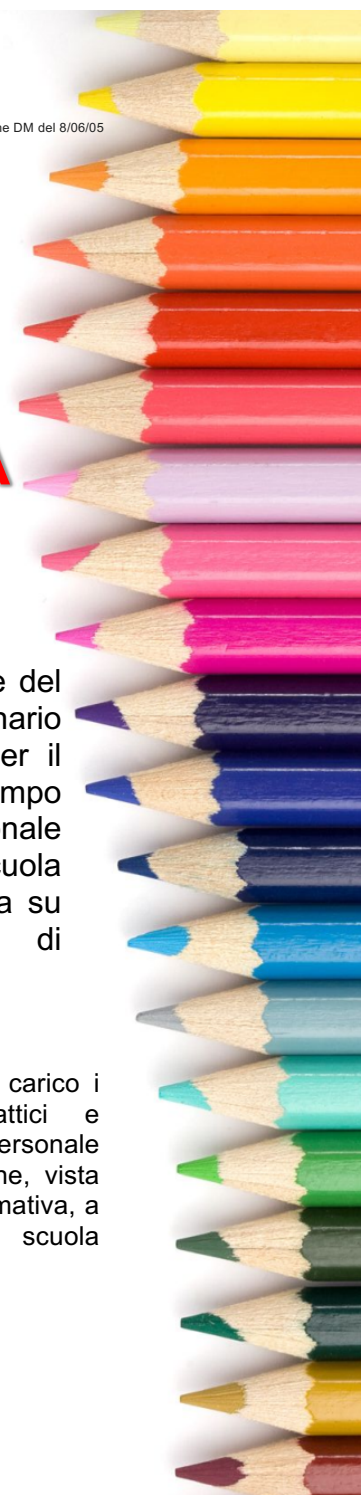 ne DM del 8/06/05
A
e del
nario
er il
mpo
onale
cuola
a su
di
carico i
attici e
ersonale
ne, vista
mativa, a
scuola